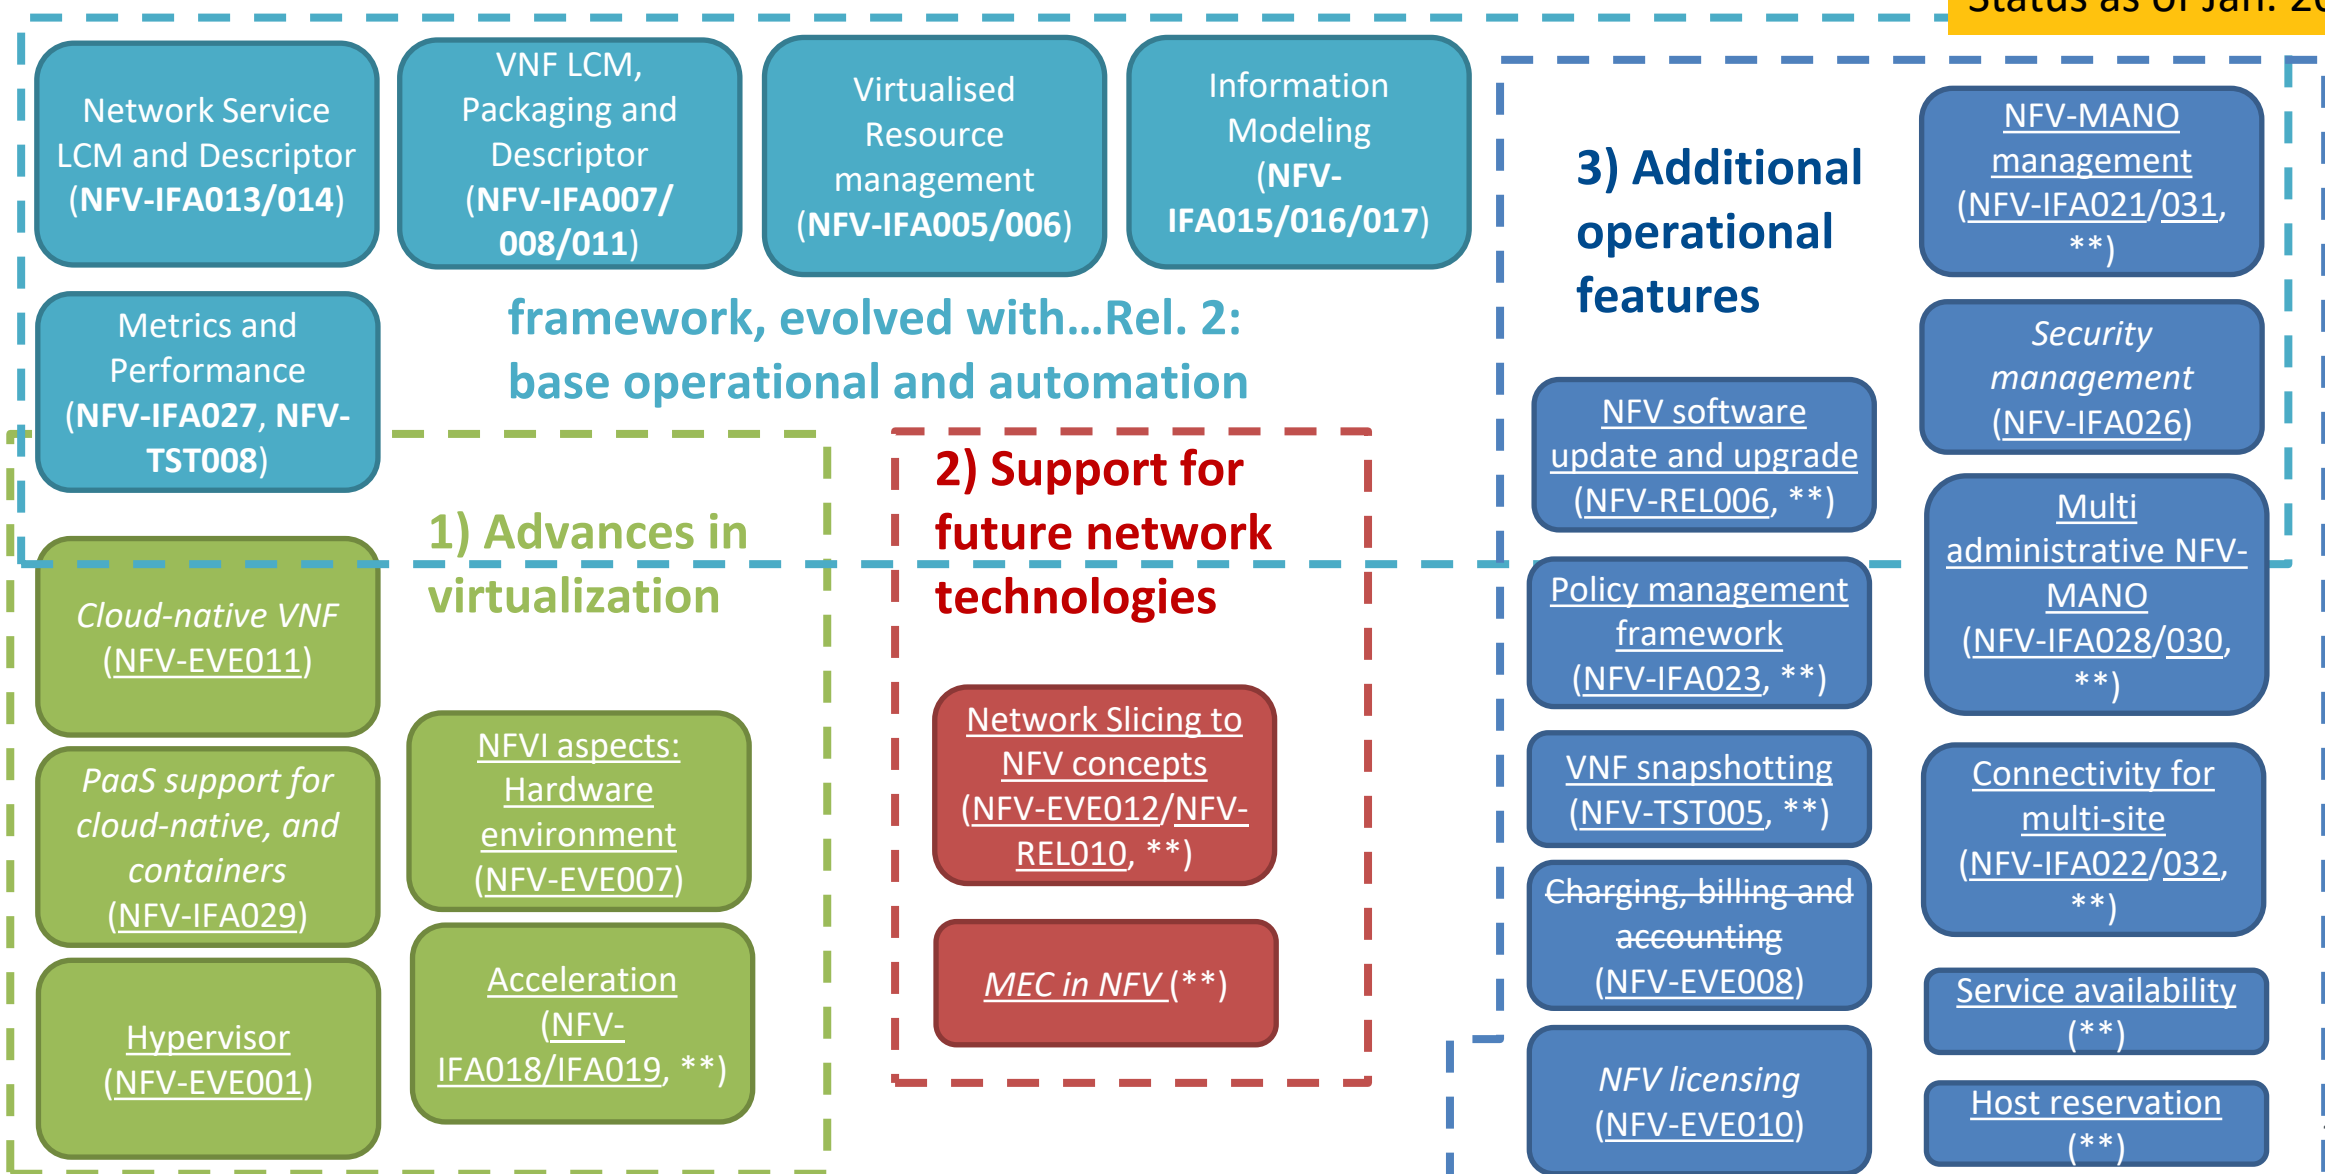 Status as of Jan. 20
Network Service
LCM and Descriptor
(NFV-IFA013/014)
VNF LCM,
Packaging and
Descriptor
(NFV-IFA007/
008/011)
Virtualised
Resource
management
(NFV-IFA005/006)
Information
Modeling
(NFV-
IFA015/016/017)
Metrics and
Performance
(NFV-IFA027, NFV-
TST008)
framework, evolved with...Rel. 2:
base operational and automation
1) Advances in
virtualization
Cloud-native VNF
(NFV-EVE011)
PaaS support for
cloud-native, and
containers
(NFV-IFA029)
Hypervisor
(NFV-EVE001)
NFVI aspects:
Hardware
environment
(NFV-EVE007)
Acceleration
(NFV-
IFA018/IFA019, **)
2) Support for
future network
technologies
Network Slicing to
NFV concepts
(NFV-EVE012/NFV-
REL010, **)
MEC in NFV (**)
3) Additional
operational
features
NFV software
update and upgrade
(NFV-REL006, **)
Policy management
framework
(NFV-IFA023, **)
VNF snapshotting
(NFV-TST005, **)
Charging, billing and
accounting
(NFV-EVE008)
NFV licensing
(NFV-EVE010)
NFV-MANO
management
(NFV-IFA021/031,
**)
Security
management
(NFV-IFA026)
Multi
administrative NFV-
MANO
(NFV-IFA028/030,
**)
Connectivity for
multi-site
(NFV-IFA022/032,
**)
Service availability
(**)
Host reservation
(**)